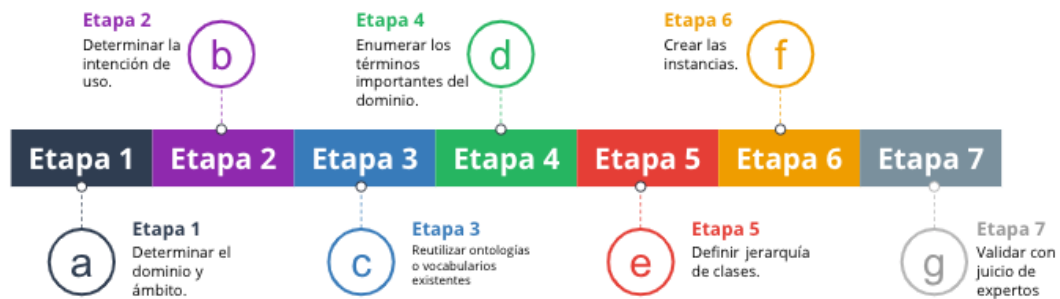 Etapa 2
Determinar la
intención de
uso.
b
Etapa 4
Enumerar los
términos
importantes del
dominio.
d
Etapa 6
Crear las
instancias.
f
Etapa 1
Etapa 2
Etapa 3
Etapa 4
Etapa 5
Etapa 6
Etapa 7
a
Etapa 1
Determinar el
dominio y
ámbito.
c
Etapa 3
Reutilizar ontologías
o vocabularios
existentes
e
Etapa 5
Definir jerarquía
de clases.
g
Etapa 7
Validar con
juicio de
expertos